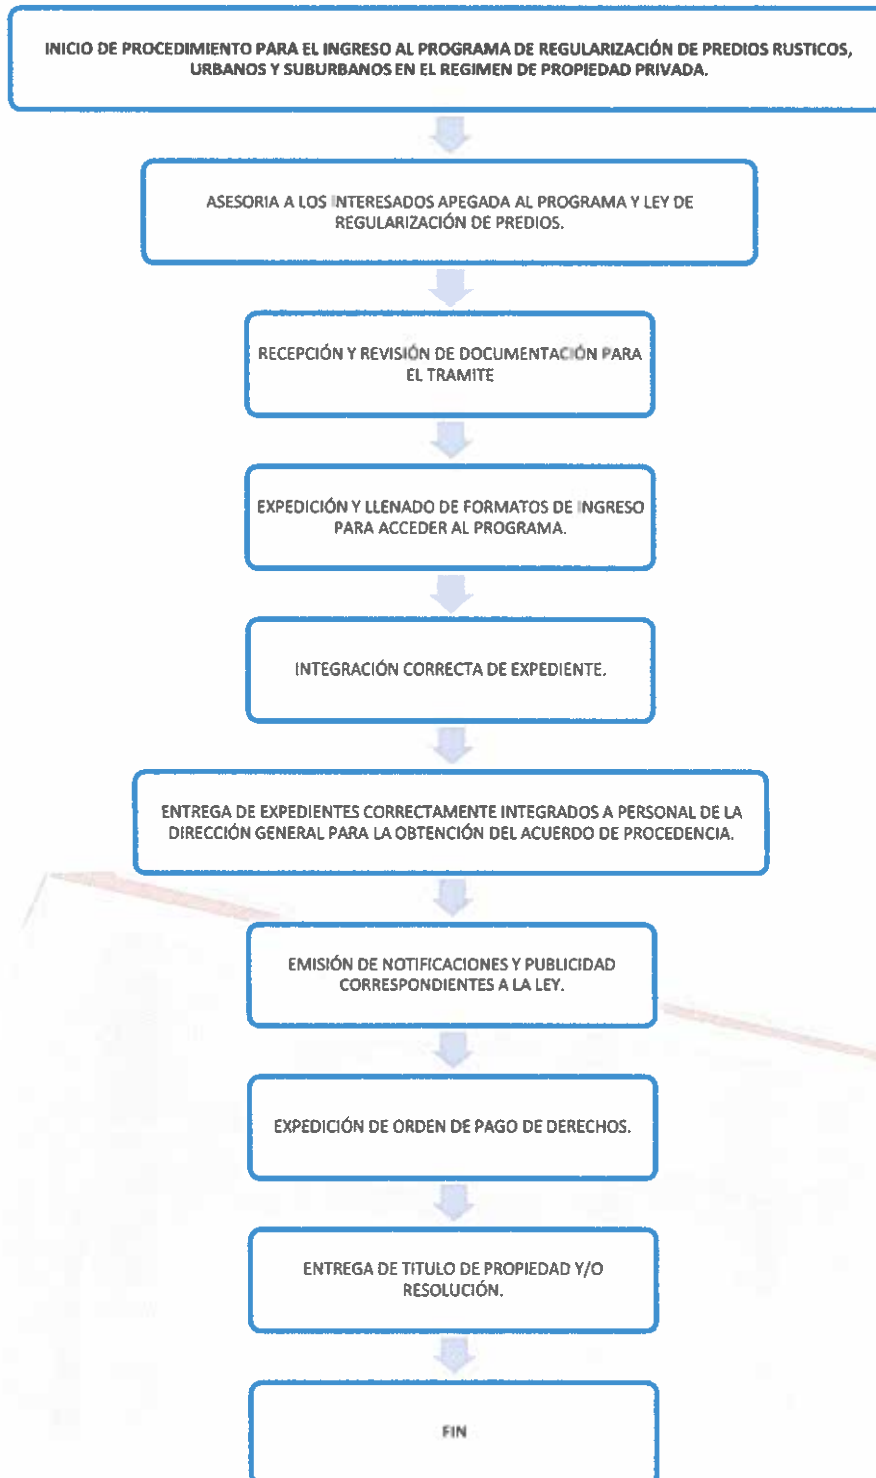 INICIO DE PROCEDIMIENTO PARA EL INGRESO AL PROGRAMA DE REGULARIZACIÓN DE PREDIOS RUSTICOS,
URBANOS Y SUBURBANOS EN EL REGIMEN DE PROPIEDAD PRIVADA.
ASESORIA A LOS INTERESADOS APEGADA AL PROGRAMA Y LEY DE
REGULARIZACIÓN DE PREDIOS.
RECEPCIÓN Y REVISIÓN DE DOCUMENTACIÓN PARA
EL TRAMITE
EXPEDICIÓN Y LLENADO DE FORMATOS DE INGRESO
PARA ACCEDER AL PROGRAMA.
INTEGRACIÓN CORRECTA DE EXPEDIENTE.
ENTREGA DE EXPEDIENTES CORRECTAMENTE INTEGRADOS A PERSONAL DE LA
DIRECCIÓN GENERAL PARA LA OBTENCIÓN DEL ACUERDO DE PROCEDENCIA.
EMISIÓN DE NOTIFICACIONES Y PUBLICIDAD
CORRESPONDIENTES A LA LEY.
EXPEDICIÓN DE ORDEN DE PAGO DE DERECHOS.
ENTREGA DE TITULO DE PROPIEDAD Y/O
RESOLUCIÓN.
FIN